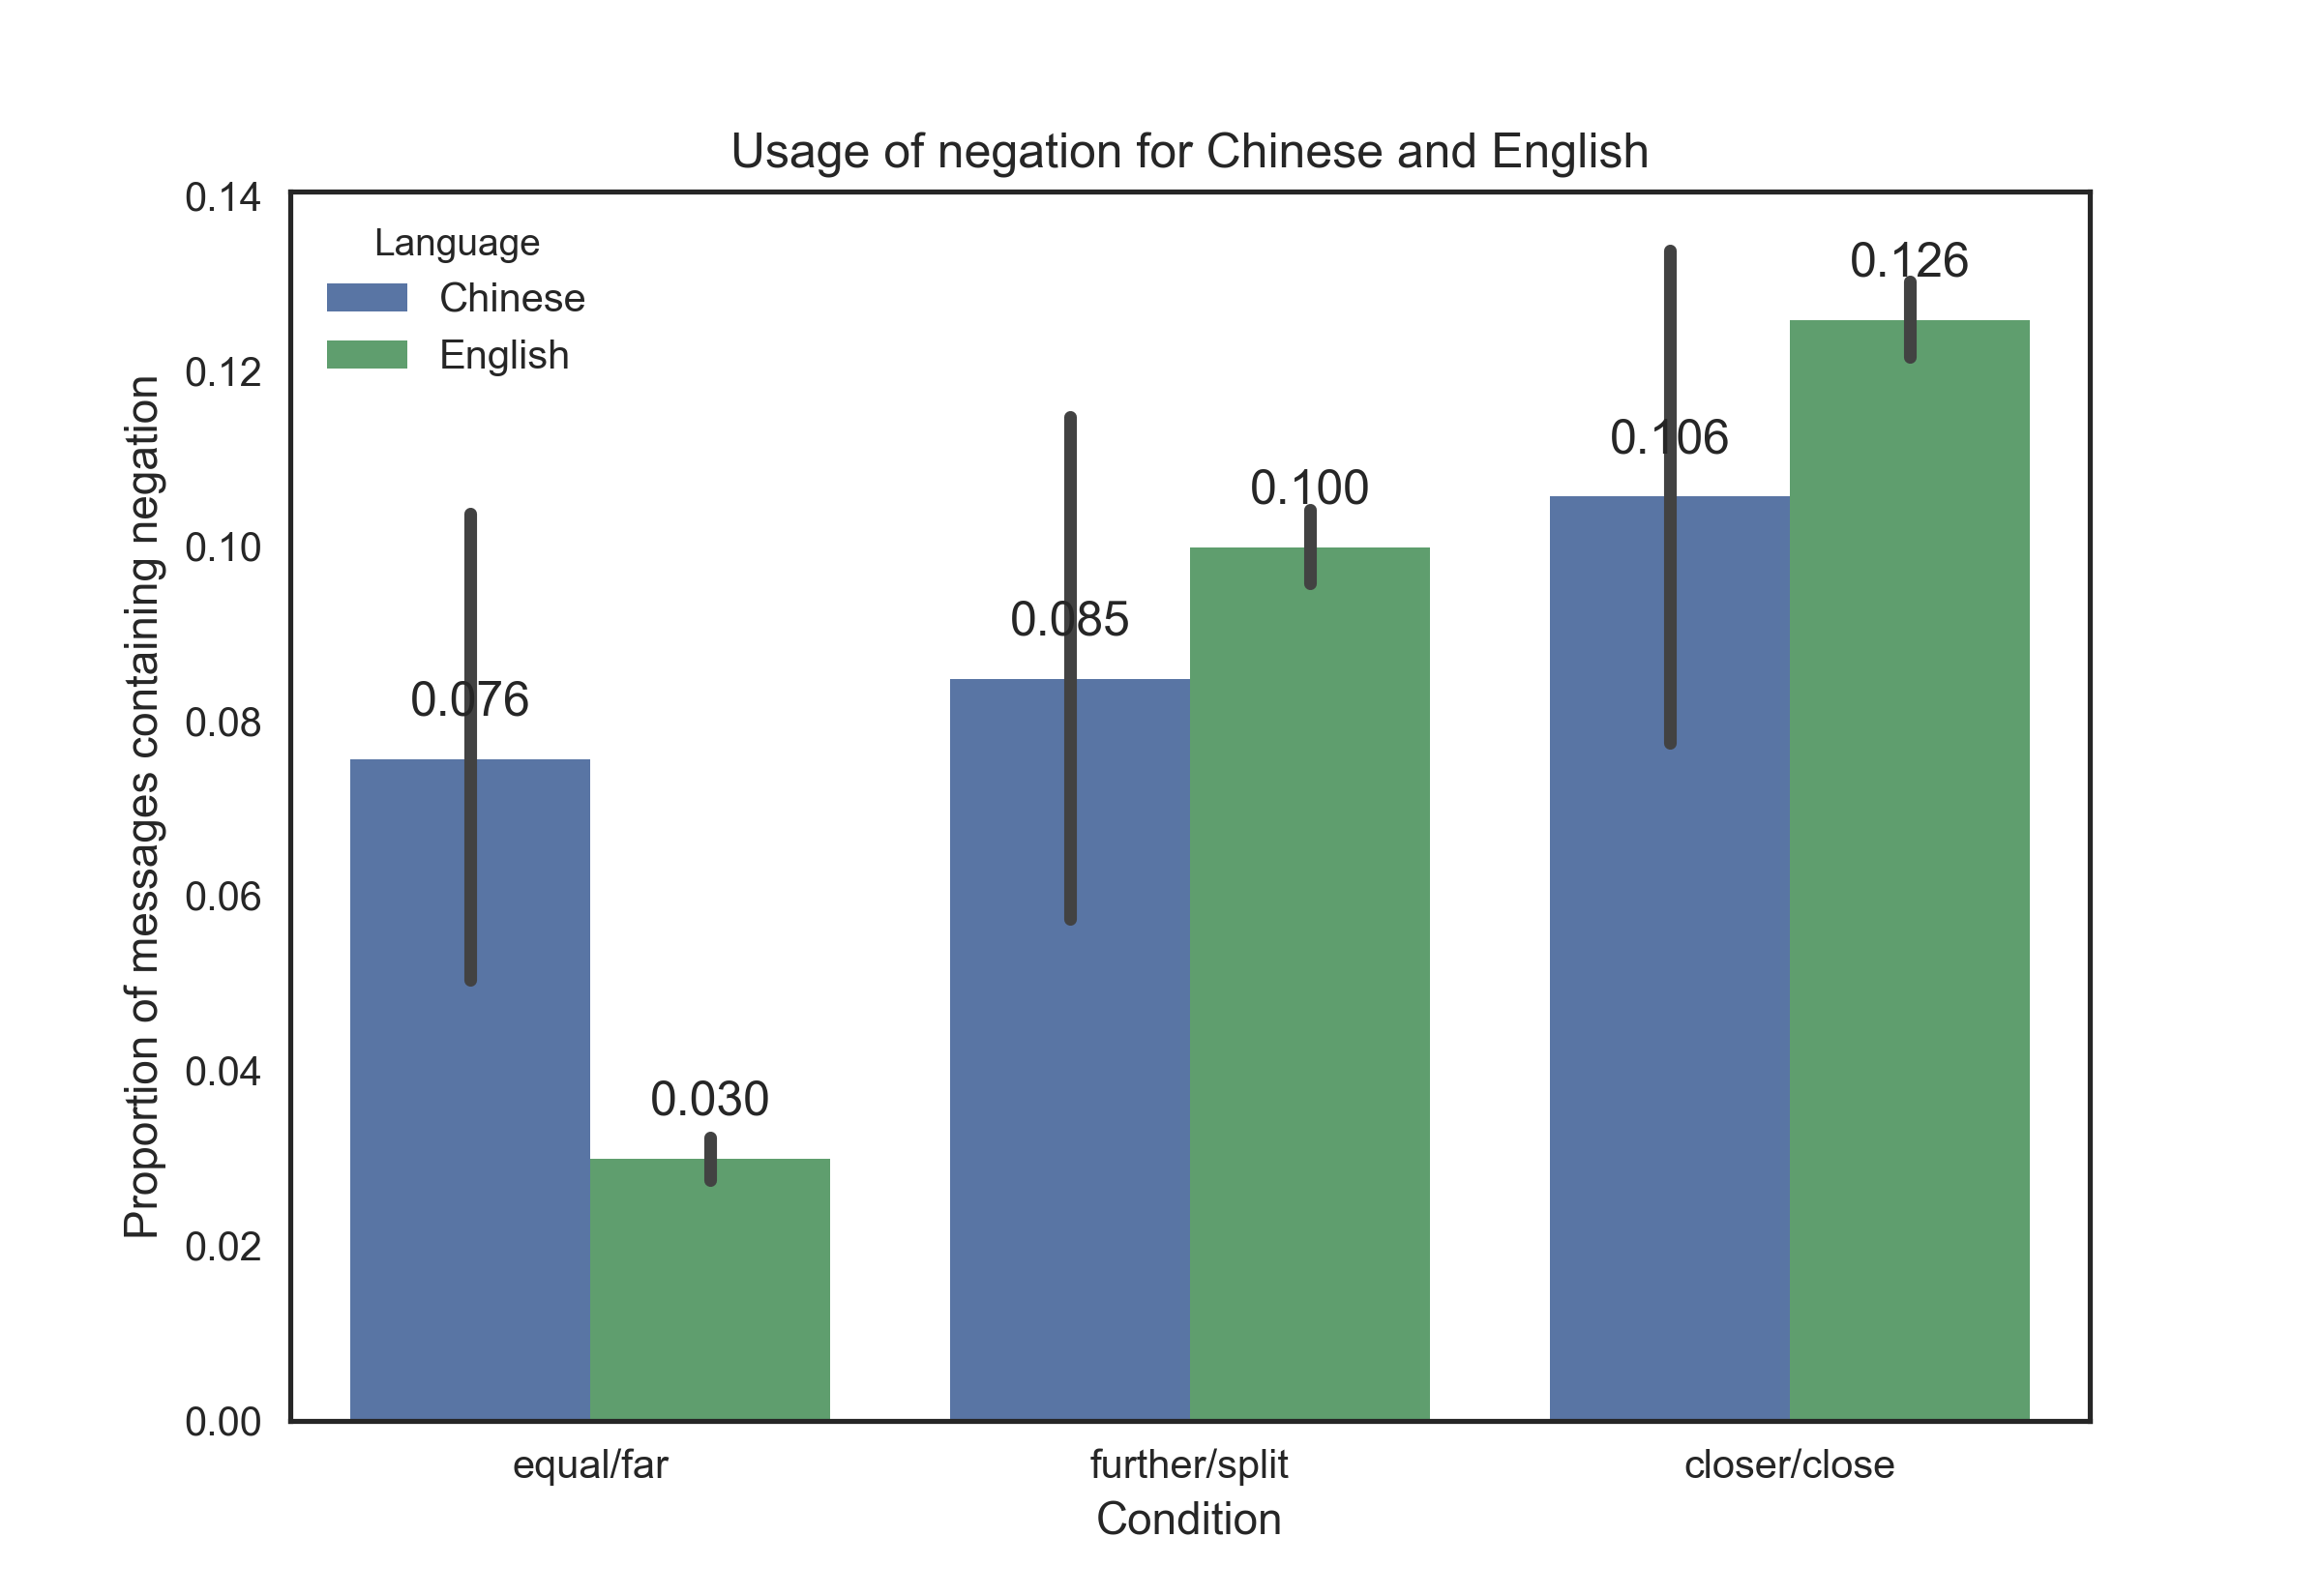 Usage of negation for Chinese and English
Proportion of messages containing negation
0.14
0.12
0.10
0.08
0.06
0.04
0.02
0.00
Language
Chinese
English
0.076
0.030
0.085
0.100
0.106
0.126
equal/far
further/split
closer/close
Condition